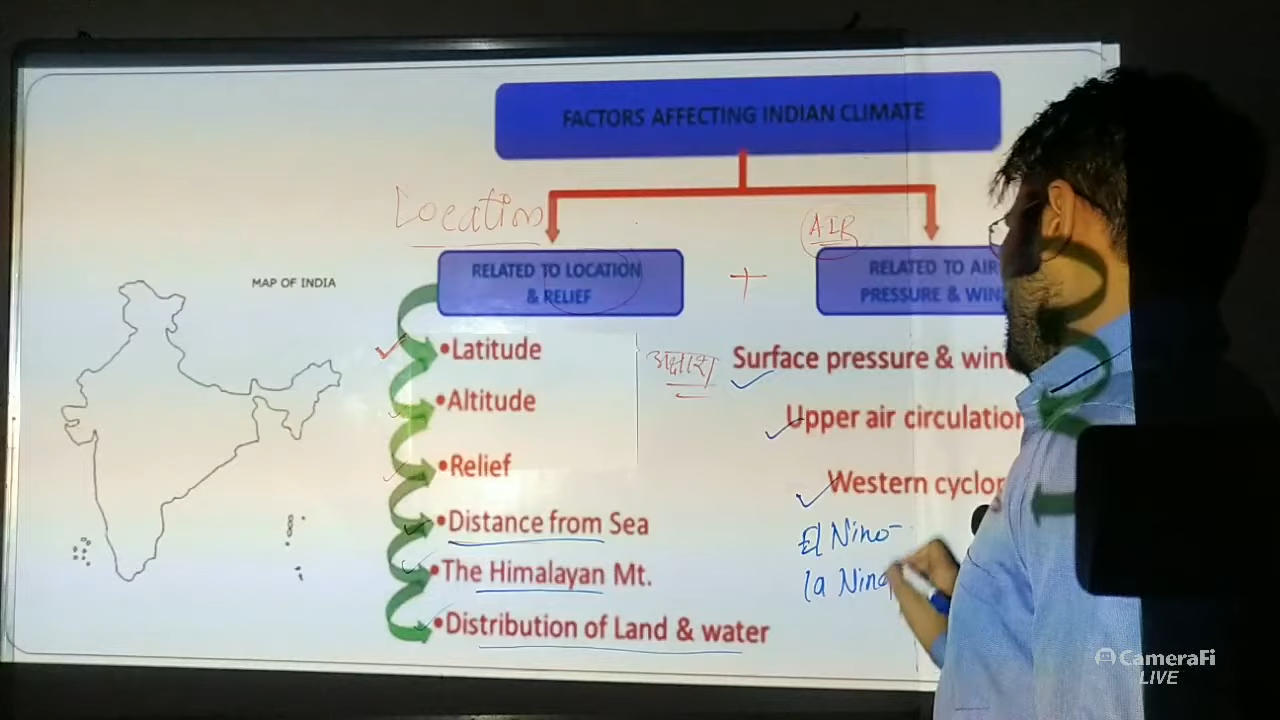 FACTORS AFFECTING INDIAN CLIMATE
Location
AIR
MAP OF INDIA
RELATED TO LOCATION
& RELIEF
+
RELATED TO AIR
PRESSURE & WIN
•Latitude
•Altitude
•Relief
•Distance from Sea
•The Himalayan Mt.
•Distribution of Land & water
Surface pressure & win
Upper air circulation
Western cyclon
El Nino-
la Nina
CameraFi
LIVE